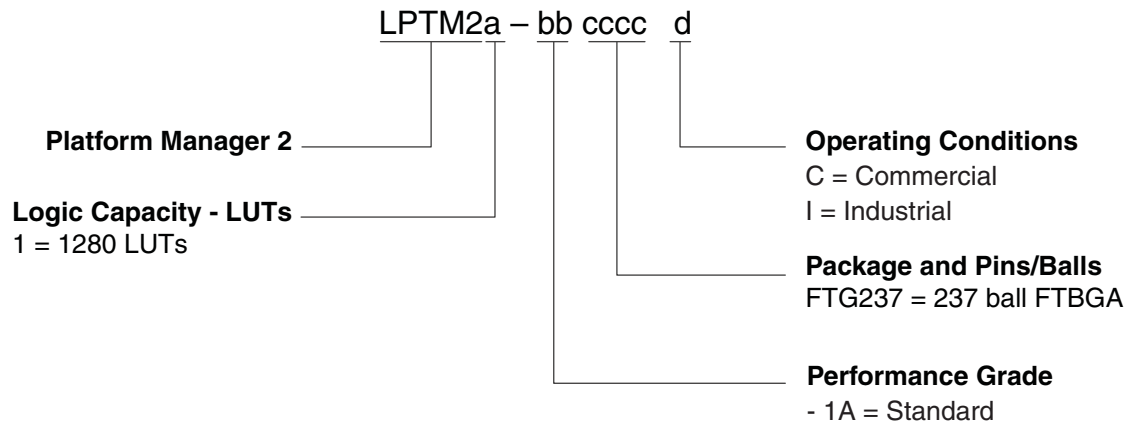 LPTM2a – bb cccc d
Platform Manager 2
Logic Capacity - LUTs
1 = 1280 LUTs
Operating Conditions
C = Commercial
I = Industrial
Package and Pins/Balls
FTG237 = 237 ball FTBGA
Performance Grade
- 1A = Standard